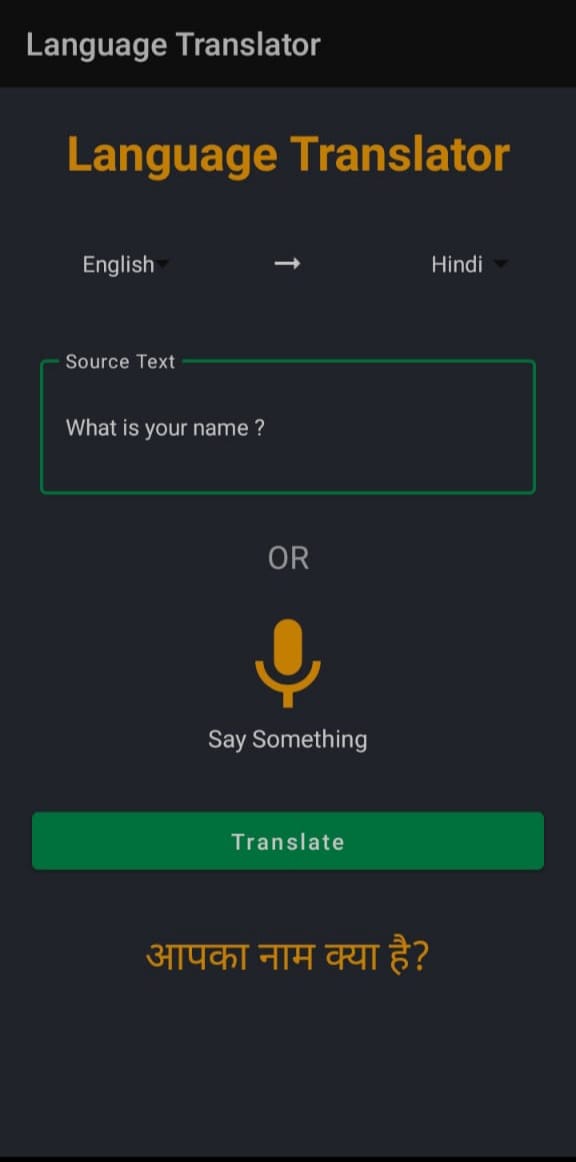 Language Translator
Language Translator
English → Hindi
Source Text
What is your name ?
OR
Say Something
Translate
आपका नाम क्या है?